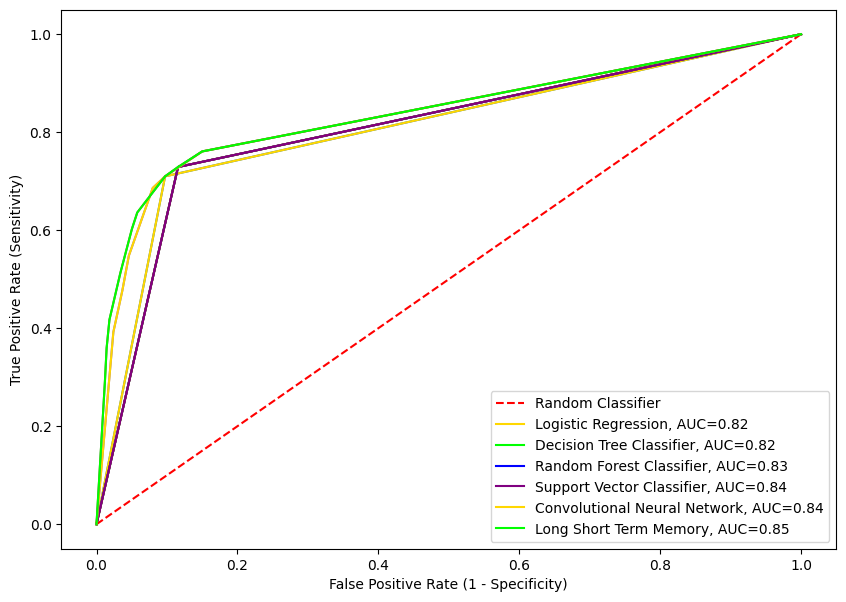 1.0
0.8
0.6
0.4
0.2
0.0
True Positive Rate (Sensitivity)
Random Classifier
Logistic Regression, AUC=0.82
Decision Tree Classifier, AUC=0.82
Random Forest Classifier, AUC=0.83
Support Vector Classifier, AUC=0.84
Convolutional Neural Network, AUC=0.84
Long Short Term Memory, AUC=0.85
0.0 0.2 0.4 0.6 0.8 1.0
False Positive Rate (1 - Specificity)